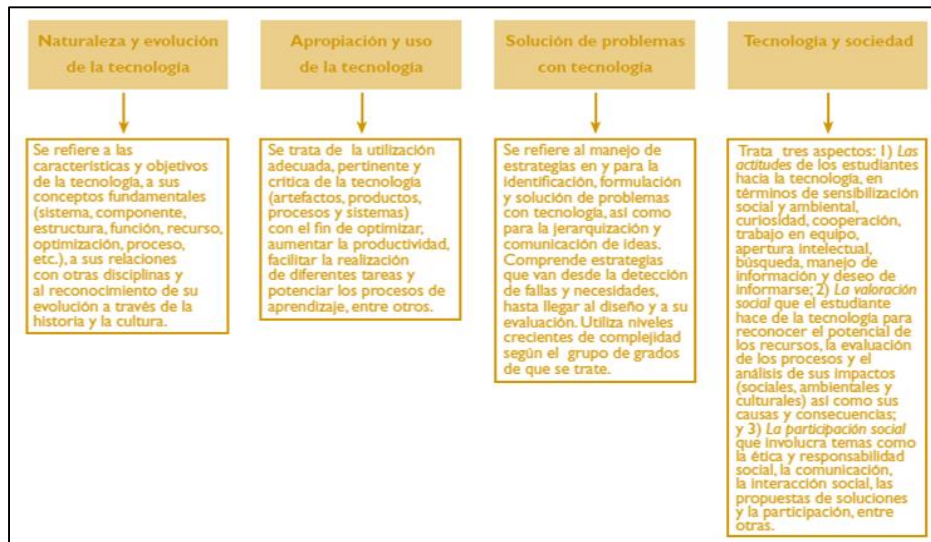 Naturaleza y evolución
de la tecnología
Se refiere a las
características y objetivos
de la tecnología, a sus
conceptos fundamentales
(sistema, componente,
estructura, función, recurso,
optimización, proceso,
etc.), a sus relaciones
con otras disciplinas y
al reconocimiento de su
evolución a través de la
historia y la cultura.
Apropiación y uso
de la tecnología
Se trata de la utilización
adecuada, pertinente y
crítica de la tecnología
(artefactos, productos,
procesos y sistemas)
con el fin de optimizar,
aumentar la productividad,
facilitar la realización
de diferentes tareas y
potenciar los procesos de
aprendizaje, entre otros.
Solución de problemas
con tecnología
Se refiere al manejo de
estrategias en y para la
identificación, formulación
y solución de problemas
con tecnología, así como
para la jerarquización y
comunicación de ideas.
Comprende estrategias
que van desde la detección
de fallas y necesidades,
hasta llegar al diseño y a su
evaluación. Utiliza niveles
crecientes de complejidad
según el grupo de grados
de que se trate.
Tecnología y sociedad
Trata tres aspectos: 1) Las
actitudes de los estudiantes
hacia la tecnología, en
términos de sensibilización
social y ambiental,
curiosidad, cooperación,
trabajo en equipo,
apertura intelectual,
búsqueda, manejo de
información y deseo de
informarse; 2) La valoración
social que el estudiante
hace de la tecnología para
reconocer el potencial de
los recursos, la evaluación
de los procesos y el
análisis de sus impactos
(sociales, ambientales y
culturales) así como sus
causas y consecuencias;
y 3) La participación social
que involucra temas como
la ética y responsabilidad
social, la comunicación,
la interacción social, las
propuestas de soluciones
y la participación, entre
otras.